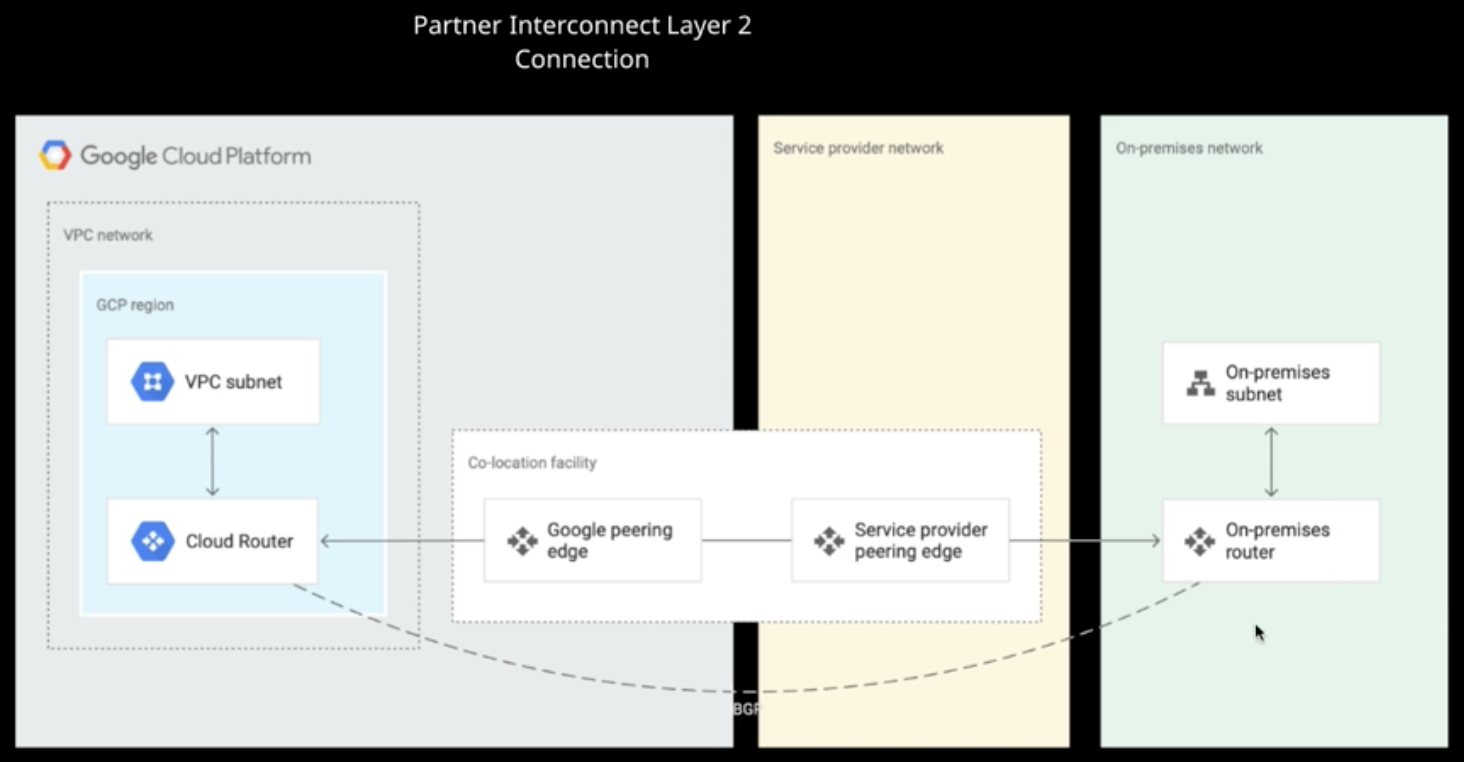 Partner Interconnect Layer 2
Connection
Google Cloud Platform
Service provider network
On-premises network
VPC network
GCP region
VPC subnet
On-premises
subnet
Co-location facility
Cloud Router
Google peering
edge
Service provider
peering edge
On-premises
router
BGP